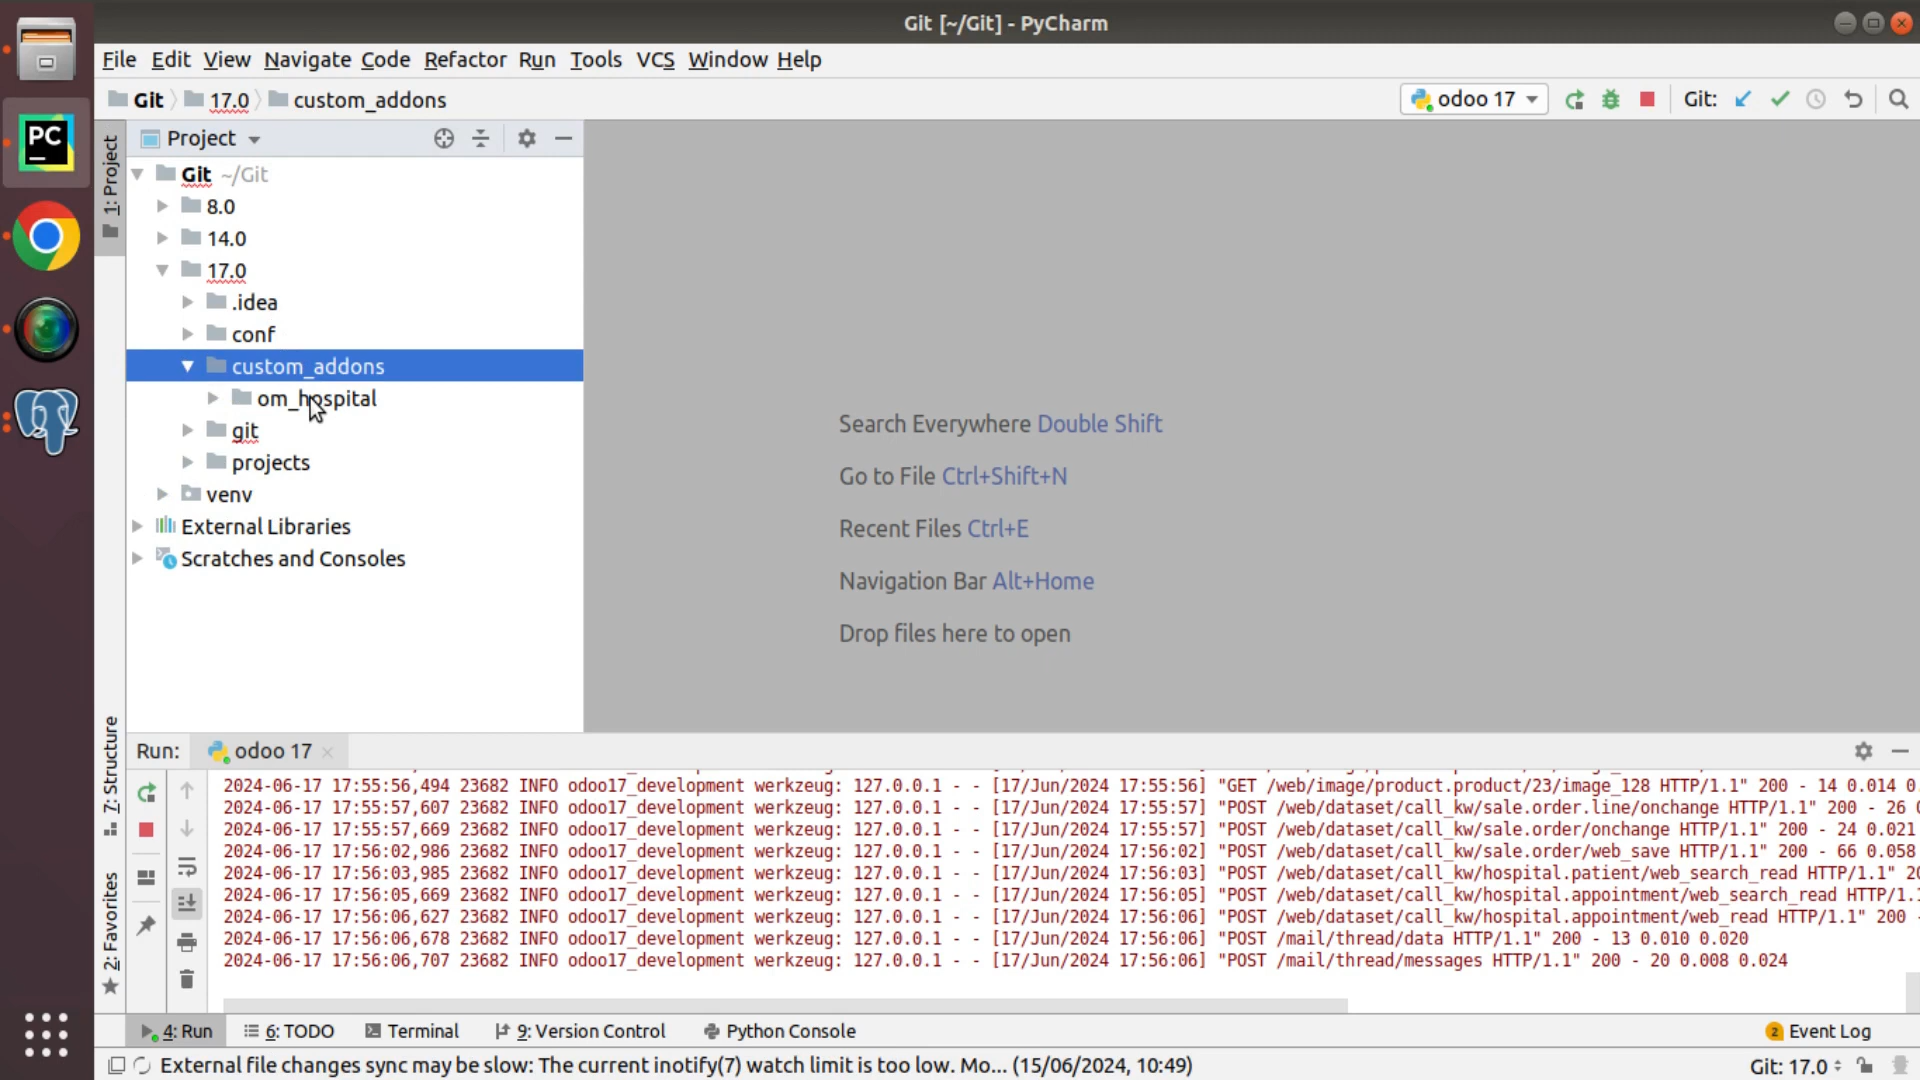 Git [~/Git] - PyCharm
File Edit View Navigate Code Refactor Run Tools VCS Window Help
Git 17.0 custom_addons
odoo 17 Git:
1: Project
Project
Git ~/Git
8.0
14.0
17.0
.idea
conf
custom_addons
om_hospital
git
projects
venv
External Libraries
Scratches and Consoles
PC
Search Everywhere Double Shift
Go to File Ctrl+Shift+N
Recent Files Ctrl+E
Navigation Bar Alt+Home
Drop files here to open
7: Structure
2: Favorites
Run: odoo 17
2024-06-17 17:55:56,494 23682 INFO odoo17_development werkzeug: 127.0.0.1 - - [17/Jun/2024 17:55:56] "GET /web/image/product.product/23/image_128 HTTP/1.1" 200 - 14 0.014 0.
2024-06-17 17:55:57,607 23682 INFO odoo17_development werkzeug: 127.0.0.1 - - [17/Jun/2024 17:55:57] "POST /web/dataset/call_kw/sale.order.line/onchange HTTP/1.1" 200 - 26 0
2024-06-17 17:55:57,669 23682 INFO odoo17_development werkzeug: 127.0.0.1 - - [17/Jun/2024 17:55:57] "POST /web/dataset/call_kw/sale.order/onchange HTTP/1.1" 200 - 24 0.021
2024-06-17 17:56:02,986 23682 INFO odoo17_development werkzeug: 127.0.0.1 - - [17/Jun/2024 17:56:02] "POST /web/dataset/call_kw/sale.order/web_save HTTP/1.1" 200 - 66 0.058
2024-06-17 17:56:03,985 23682 INFO odoo17_development werkzeug: 127.0.0.1 - - [17/Jun/2024 17:56:03] "POST /web/dataset/call_kw/hospital.patient/web_search_read HTTP/1.1" 20
2024-06-17 17:56:05,669 23682 INFO odoo17_development werkzeug: 127.0.0.1 - - [17/Jun/2024 17:56:05] "POST /web/dataset/call_kw/hospital.appointment/web_search_read HTTP/1.1
2024-06-17 17:56:06,627 23682 INFO odoo17_development werkzeug: 127.0.0.1 - - [17/Jun/2024 17:56:06] "POST /web/dataset/call_kw/hospital.appointment/web_read HTTP/1.1" 200 -
2024-06-17 17:56:06,678 23682 INFO odoo17_development werkzeug: 127.0.0.1 - - [17/Jun/2024 17:56:06] "POST /mail/thread/data HTTP/1.1" 200 - 13 0.010 0.020
2024-06-17 17:56:06,707 23682 INFO odoo17_development werkzeug: 127.0.0.1 - - [17/Jun/2024 17:56:06] "POST /mail/thread/messages HTTP/1.1" 200 - 20 0.008 0.024
4: Run 6: TODO Terminal 9: Version Control Python Console 2 Event Log
External file changes sync may be slow: The current inotify(7) watch limit is too low. Mo... (15/06/2024, 10:49) Git: 17.0